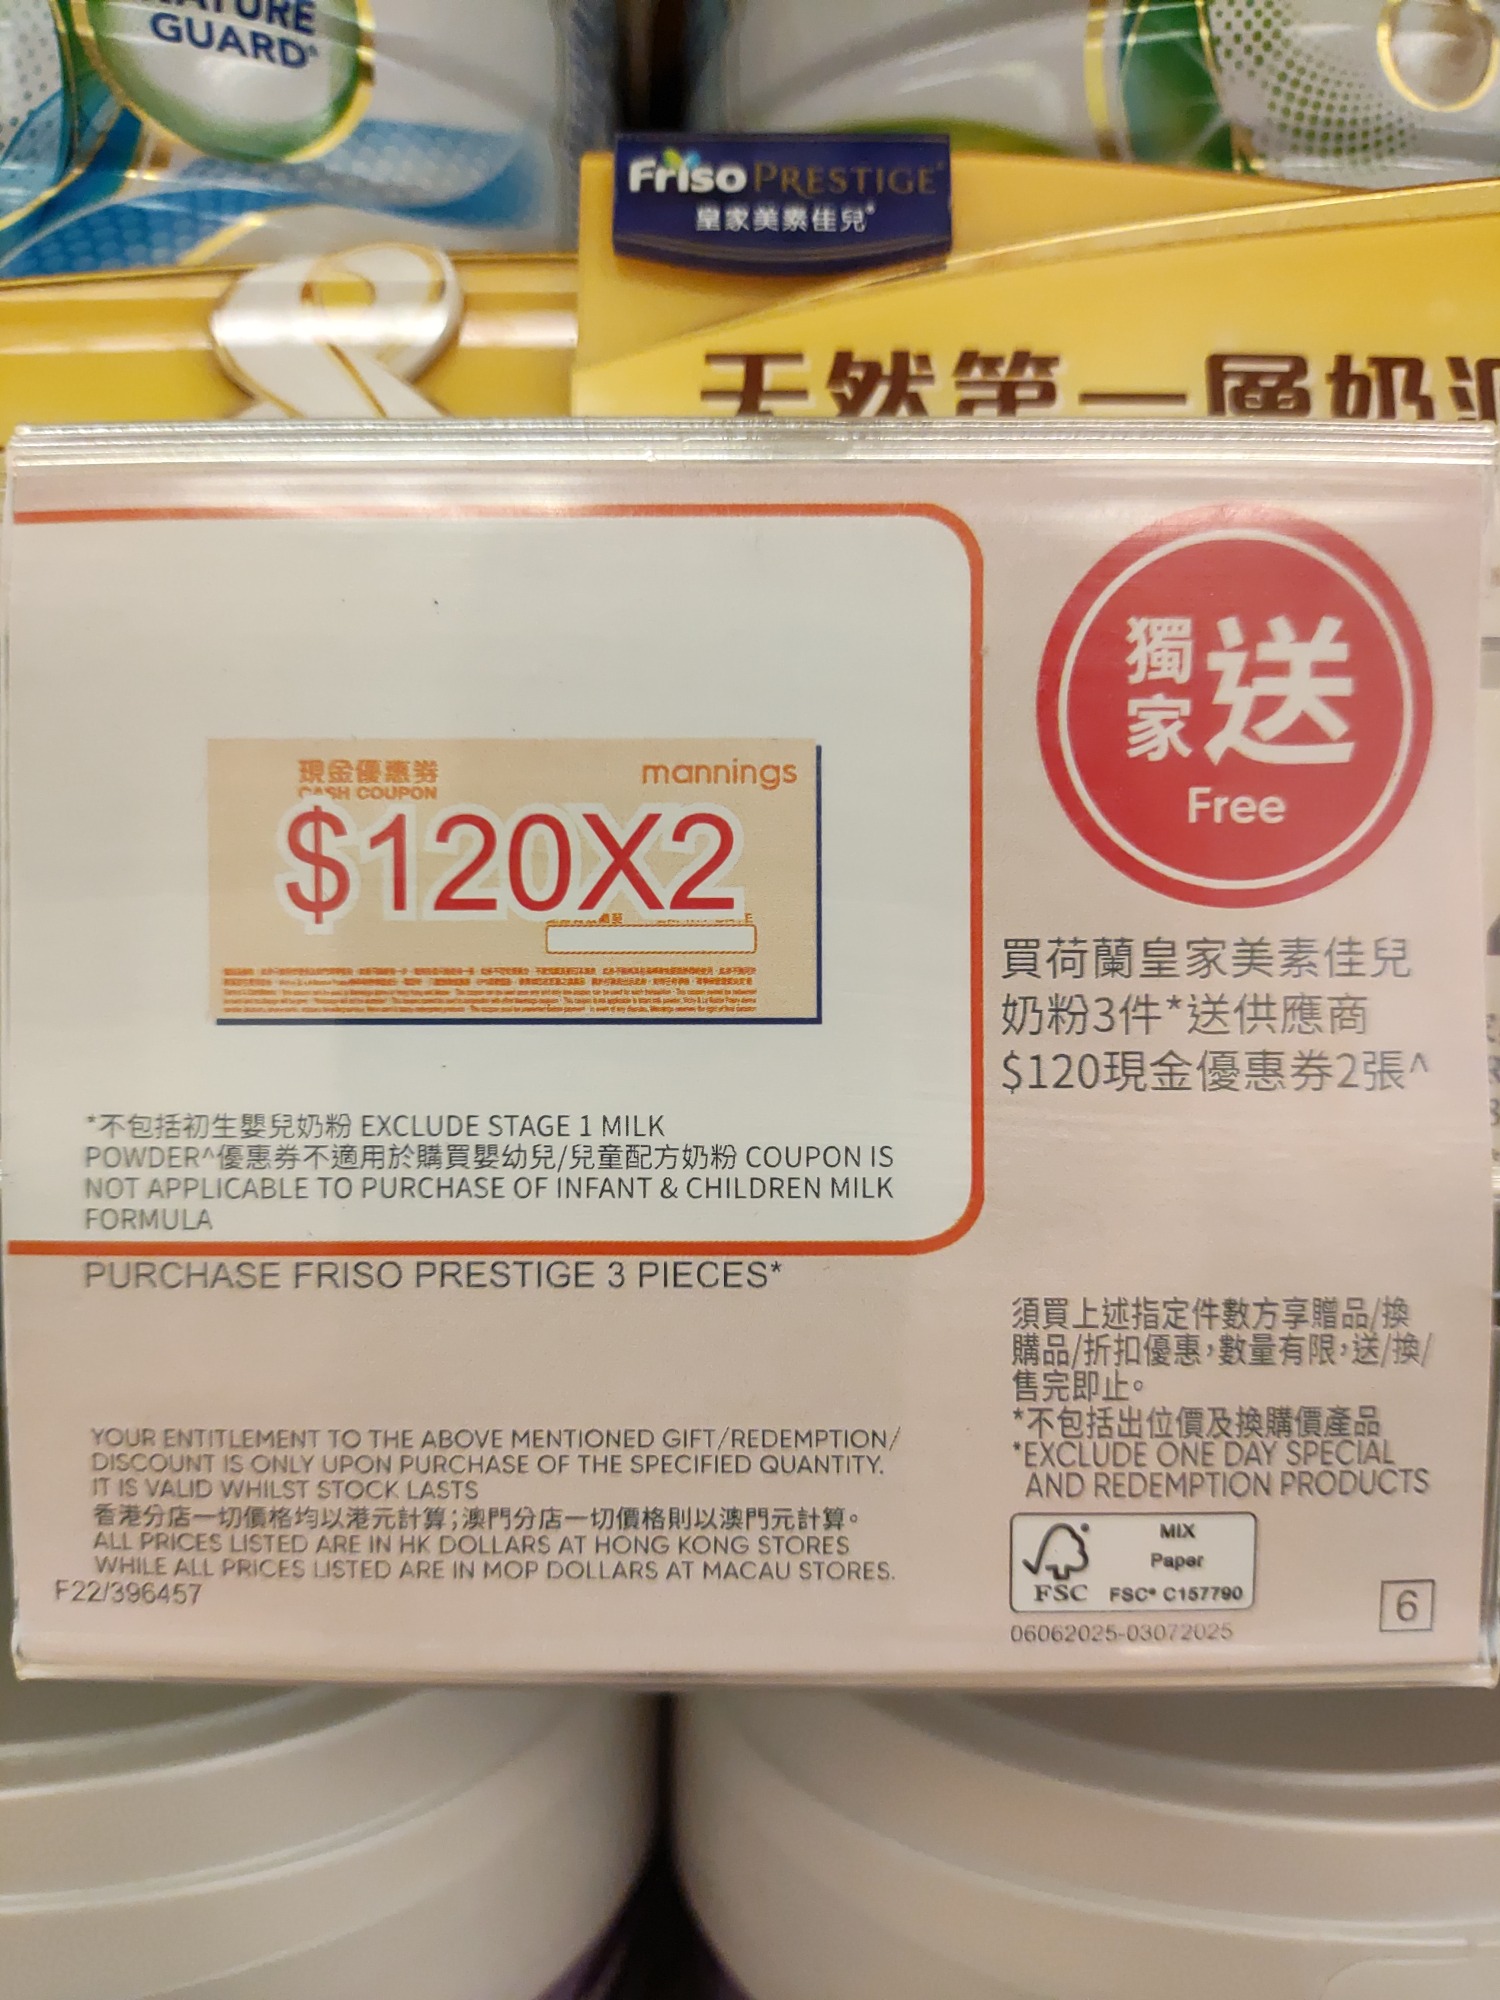 NATURE
GUARD®
Friso PRESTIGE®
皇家美素佳兒®
天然第一層奶源
獨家送
Free
現金優惠券
mannings
CASH COUPON
$120X2
買荷蘭皇家美素佳兒
奶粉3件*送供應商
$120現金優惠券2張^
*不包括初生嬰兒奶粉 EXCLUDE STAGE 1 MILK
POWDER^優惠券不適用於購買嬰幼兒/兒童配方奶粉 COUPON IS
NOT APPLICABLE TO PURCHASE OF INFANT & CHILDREN MILK
FORMULA
PURCHASE FRISO PRESTIGE 3 PIECES*
須買上述指定件數方享贈品/換
購品/折扣優惠，數量有限，送/換/
售完即止。
*不包括出位價及換購價產品
*EXCLUDE ONE DAY SPECIAL
AND REDEMPTION PRODUCTS
YOUR ENTITLEMENT TO THE ABOVE MENTIONED GIFT/REDEMPTION/
DISCOUNT IS ONLY UPON PURCHASE OF THE SPECIFIED QUANTITY.
IT IS VALID WHILST STOCK LASTS
香港分店一切價格均以港元計算；澳門分店一切價格則以澳門元計算。
ALL PRICES LISTED ARE IN HK DOLLARS AT HONG KONG STORES
WHILE ALL PRICES LISTED ARE IN MOP DOLLARS AT MACAU STORES.
F22/396457
MIX
Paper
FSC
FSC® C157790
06062025-03072025
6